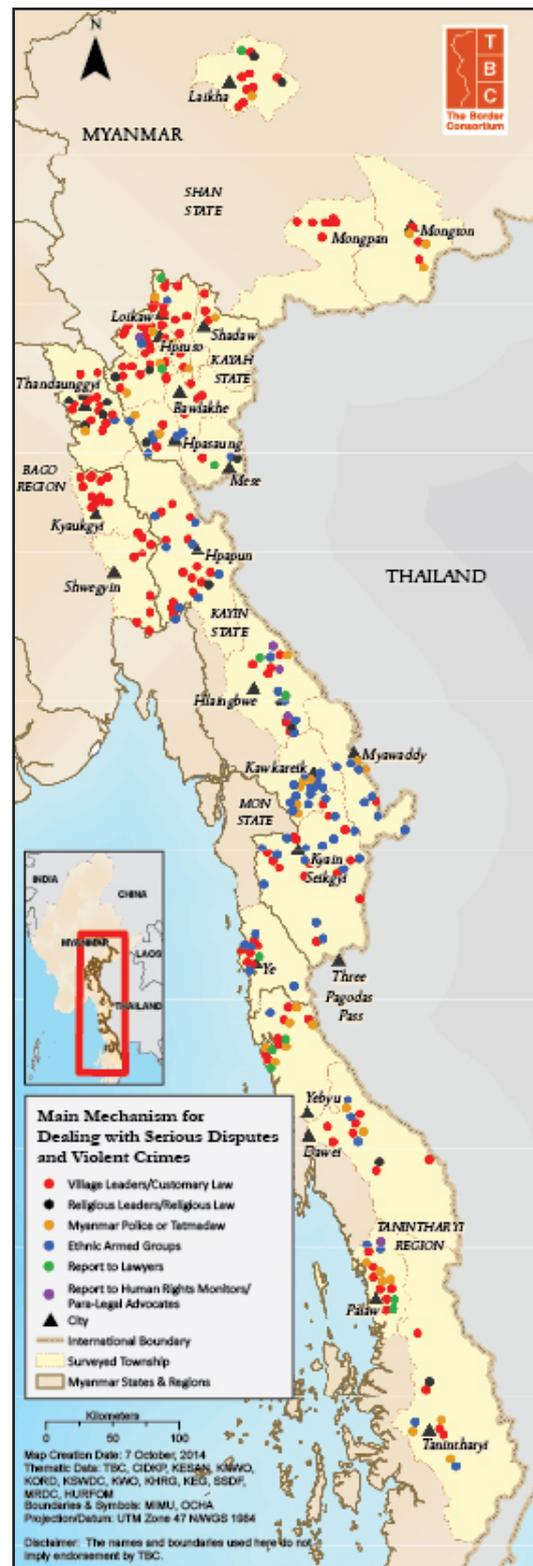 N
T
B
C
The Border
Consortium
Laikha
MYANMAR
SHAN
STATE
Mongpan
Mongton
Loikaw
Shadaw
Hpruso
KAYAH
STATE
Thandaunggyi
Bawlakhe
Hpasaung
BAGO
REGION
Mese
Kyaukgyi
Hpapun
THAILAND
Shwegyin
KAYIN
STATE
Hlaingbwe
Myawaddy
Kawkareik
MON
STATE
Kyain
Seikgyi
INDIA
CHINA
MYANMAR
LAOS
THAILAND
Ye
Three
Pagodas
Pass
Yebyu
Dawei
TANINTHARYI
REGION
Palaw
Tanintharyi
Main Mechanism for
Dealing with Serious Disputes
and Violent Crimes
Village Leaders/Customary Law
Religious Leaders/Religious Law
Myanmar Police or Tatmadaw
Ethnic Armed Groups
Report to Lawyers
Report to Human Rights Monitors/
Para-Legal Advocates
City
International Boundary
Surveyed Township
Myanmar States & Regions
Kilometers
0 50 100
Map Creation Date: 7 October, 2014
Thematic Data: TBC, CIDKP, KESAN, KNWO,
KORD, KSWDC, KWO, KHRG, KEG, SSDF,
MRDC, HURFOM
Boundaries & Symbols: MIMU, OCHA
Projection/Datum: UTM Zone 47 N/WGS 1984
Disclaimer: The names and boundaries used here do not
imply endorsement by TBC.